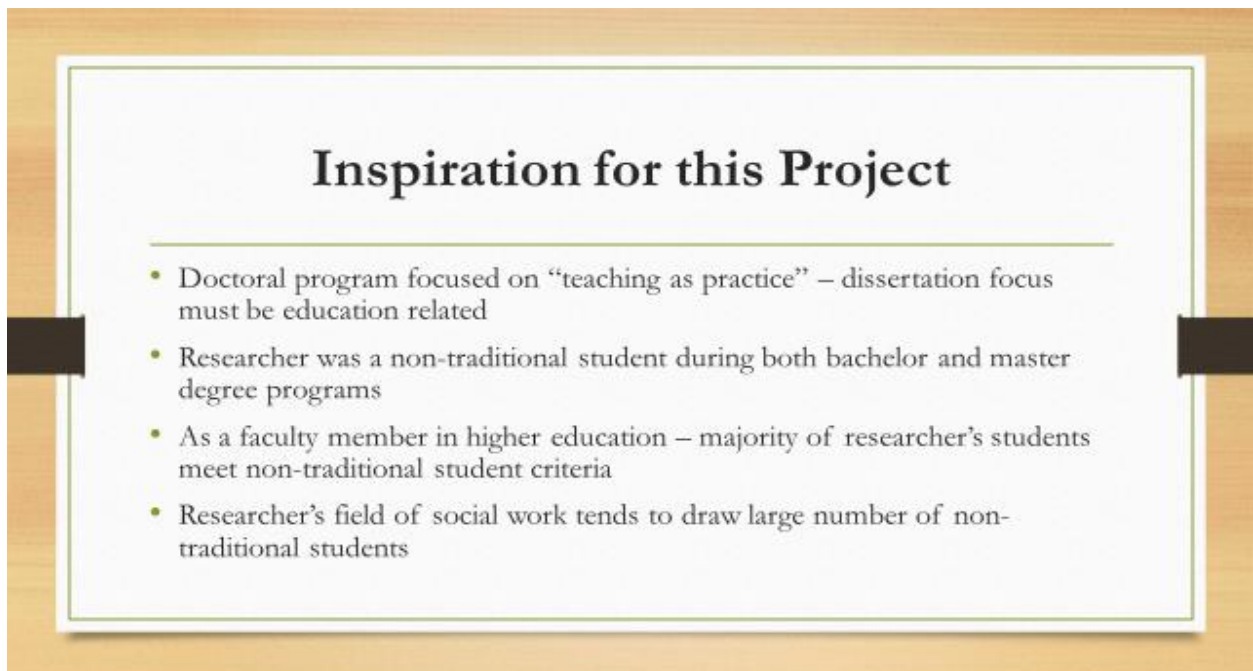 Inspiration for this Project
• Doctoral program focused on “teaching as practice” – dissertation focus
must be education related
• Researcher was a non-traditional student during both bachelor and master
degree programs
• As a faculty member in higher education – majority of researcher’s students
meet non-traditional student criteria
• Researcher’s field of social work tends to draw large number of non-
traditional students